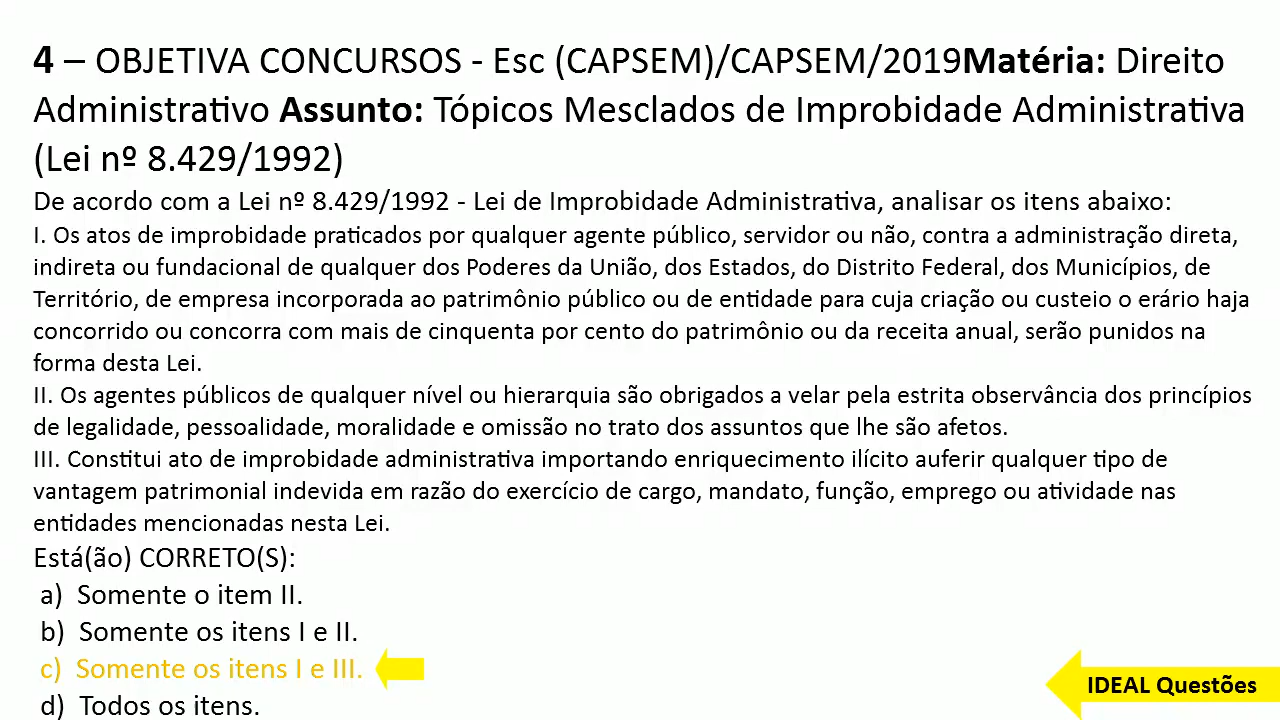 4 – OBJETIVA CONCURSOS - Esc (CAPSEM)/CAPSEM/2019Matéria: Direito
Administrativo Assunto: Tópicos Mesclados de Improbidade Administrativa
(Lei nº 8.429/1992)
De acordo com a Lei nº 8.429/1992 - Lei de Improbidade Administrativa, analisar os itens abaixo:
I. Os atos de improbidade praticados por qualquer agente público, servidor ou não, contra a administração direta,
indireta ou fundacional de qualquer dos Poderes da União, dos Estados, do Distrito Federal, dos Municípios, de
Território, de empresa incorporada ao patrimônio público ou de entidade para cuja criação ou custeio o erário haja
concorrido ou concorra com mais de cinquenta por cento do patrimônio ou da receita anual, serão punidos na
forma desta Lei.
II. Os agentes públicos de qualquer nível ou hierarquia são obrigados a velar pela estrita observância dos princípios
de legalidade, pessoalidade, moralidade e omissão no trato dos assuntos que lhe são afetos.
III. Constitui ato de improbidade administrativa importando enriquecimento ilícito auferir qualquer tipo de
vantagem patrimonial indevida em razão do exercício de cargo, mandato, função, emprego ou atividade nas
entidades mencionadas nesta Lei.
Está(ão) CORRETO(S):
a) Somente o item II.
b) Somente os itens I e II.
c) Somente os itens I e III.
d) Todos os itens.
IDEAL Questões